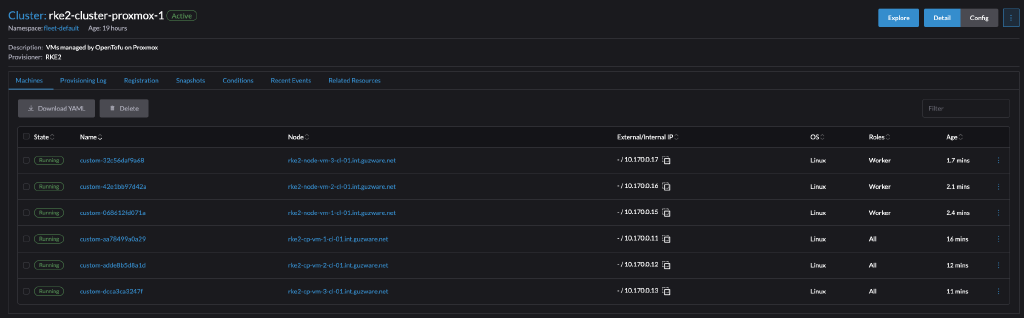 Cluster: rke2-cluster-proxmox-1 Active
Namespace: fleet-default Age: 19 hours
Explore Detail Config
Description: VMs managed by OpenTofu on Proxmox
Provisioner: RKE2
Machines Provisioning Log Registration Snapshots Conditions Recent Events Related Resources
Download YAML Delete Filter
State Name Node External/Internal IP OS Roles Age
Running custom-12c56daf9a68 rke2-node-vm-3-cl-01.int.guzware.net - / 10.170.0.17 Linux Worker 1.7 mins
Running custom-42e1bb97d42a rke2-node-vm-2-cl-01.int.guzware.net - / 10.170.0.16 Linux Worker 2.1 mins
Running custom-068d12fd071a rke2-node-vm-1-cl-01.int.guzware.net - / 10.170.0.15 Linux Worker 2.4 mins
Running custom-aa78499a0a29 rke2-cp-vm-1-cl-01.int.guzware.net - / 10.170.0.11 Linux All 16 mins
Running custom-adde8b5d8a1d rke2-cp-vm-2-cl-01.int.guzware.net - / 10.170.0.12 Linux All 12 mins
Running custom-dcca3ca3247f rke2-cp-vm-3-cl-01.int.guzware.net - / 10.170.0.13 Linux All 11 mins